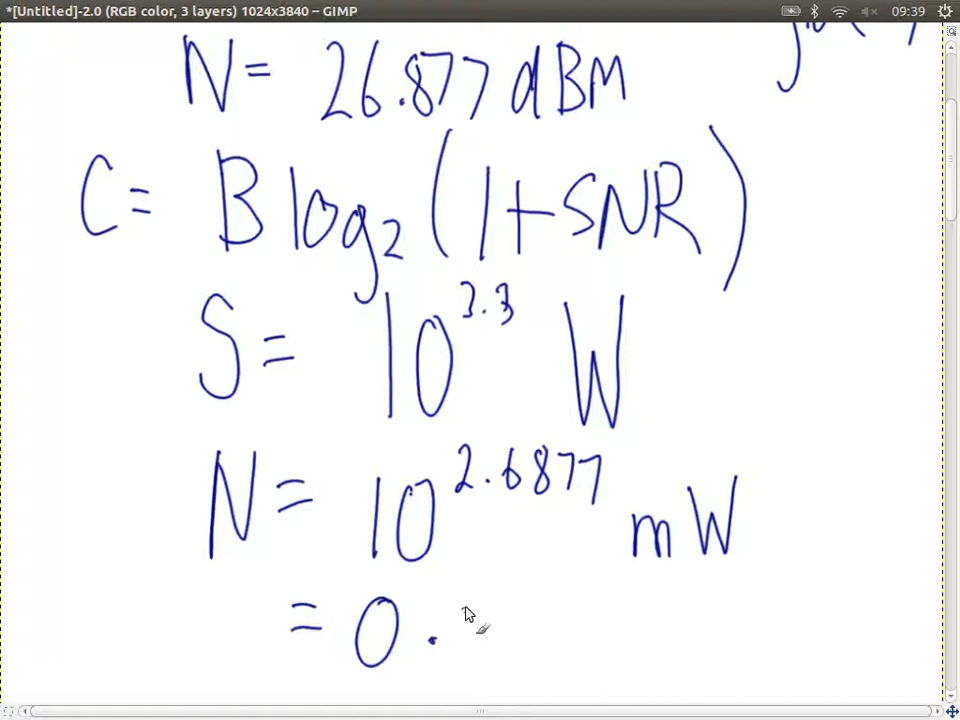 *[Untitled]-2.0 (RGB color, 3 layers) 1024x3840 – GIMP 09:39
N= 26.877 dBM
C= B log₂(1+SNR)
S= 10^3.3 W
N= 10^2.6877 mW
= 0.